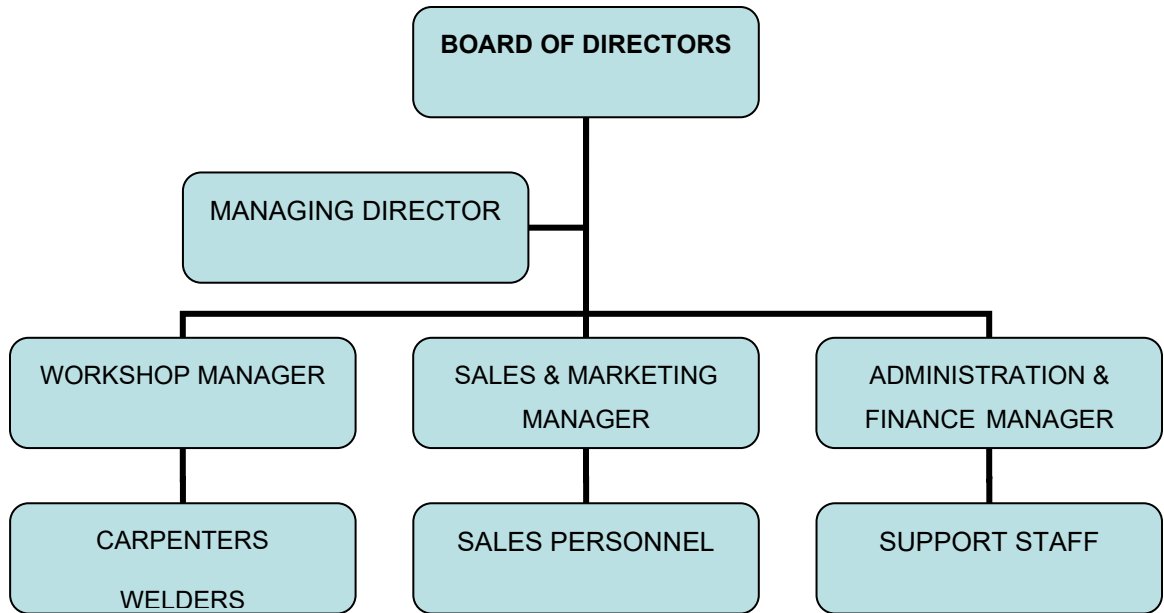 BOARD OF DIRECTORS
MANAGING DIRECTOR
WORKSHOP MANAGER
SALES & MARKETING
MANAGER
ADMINISTRATION &
FINANCE MANAGER
CARPENTERS
WELDERS
SALES PERSONNEL
SUPPORT STAFF